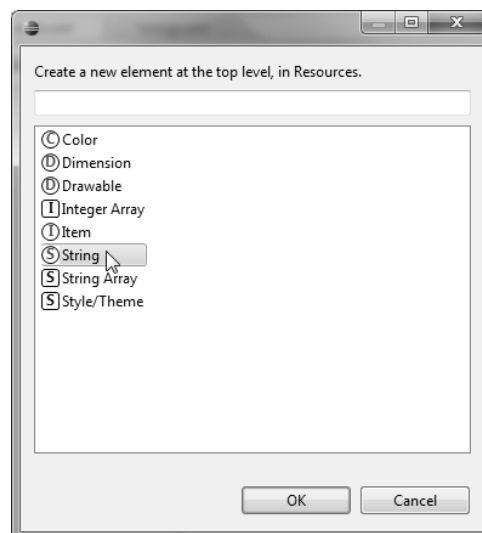 Create a new element at the top level, in Resources.
C Color
D Dimension
D Drawable
I Integer Array
I Item
S String
S String Array
S Style/Theme
OK Cancel